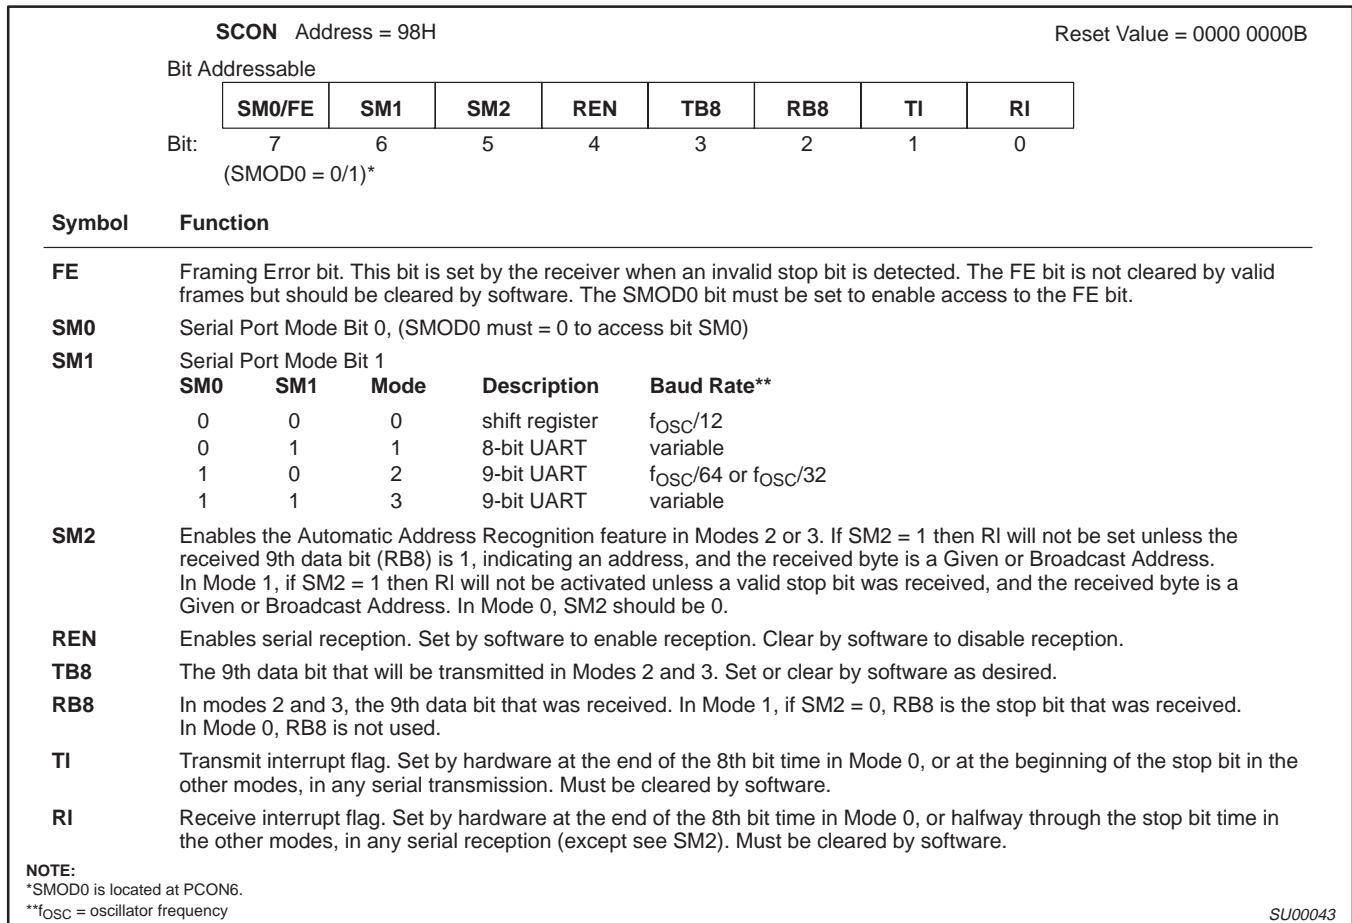 SCON Address = 98H Reset Value = 0000 0000B
Bit Addressable
SM0/FE SM1 SM2 REN TB8 RB8 TI RI
Bit: 7 6 5 4 3 2 1 0
(SMOD0 = 0/1)*
Symbol Function
FE Framing Error bit. This bit is set by the receiver when an invalid stop bit is detected. The FE bit is not cleared by valid
frames but should be cleared by software. The SMOD0 bit must be set to enable access to the FE bit.
SM0 Serial Port Mode Bit 0, (SMOD0 must = 0 to access bit SM0)
SM1 Serial Port Mode Bit 1
SM0 SM1 Mode Description Baud Rate**
0 0 0 shift register fOSC/12
0 1 1 8-bit UART variable
1 0 2 9-bit UART fOSC/64 or fOSC/32
1 1 3 9-bit UART variable
SM2 Enables the Automatic Address Recognition feature in Modes 2 or 3. If SM2 = 1 then RI will not be set unless the
received 9th data bit (RB8) is 1, indicating an address, and the received byte is a Given or Broadcast Address.
In Mode 1, if SM2 = 1 then RI will not be activated unless a valid stop bit was received, and the received byte is a
Given or Broadcast Address. In Mode 0, SM2 should be 0.
REN Enables serial reception. Set by software to enable reception. Clear by software to disable reception.
TB8 The 9th data bit that will be transmitted in Modes 2 and 3. Set or clear by software as desired.
RB8 In modes 2 and 3, the 9th data bit that was received. In Mode 1, if SM2 = 0, RB8 is the stop bit that was received.
In Mode 0, RB8 is not used.
TI Transmit interrupt flag. Set by hardware at the end of the 8th bit time in Mode 0, or at the beginning of the stop bit in the
other modes, in any serial transmission. Must be cleared by software.
RI Receive interrupt flag. Set by hardware at the end of the 8th bit time in Mode 0, or halfway through the stop bit time in
the other modes, in any serial reception (except see SM2). Must be cleared by software.
NOTE:
*SMOD0 is located at PCON6.
**fOSC = oscillator frequency SU00043